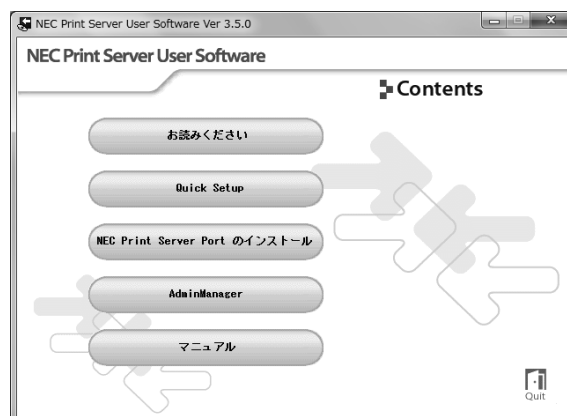 NEC Print Server User Software Ver 3.5.0
NEC Print Server User Software
Contents
お読みください
Quick Setup
NEC Print Server Port のインストール
AdminManager
マニュアル
Quit